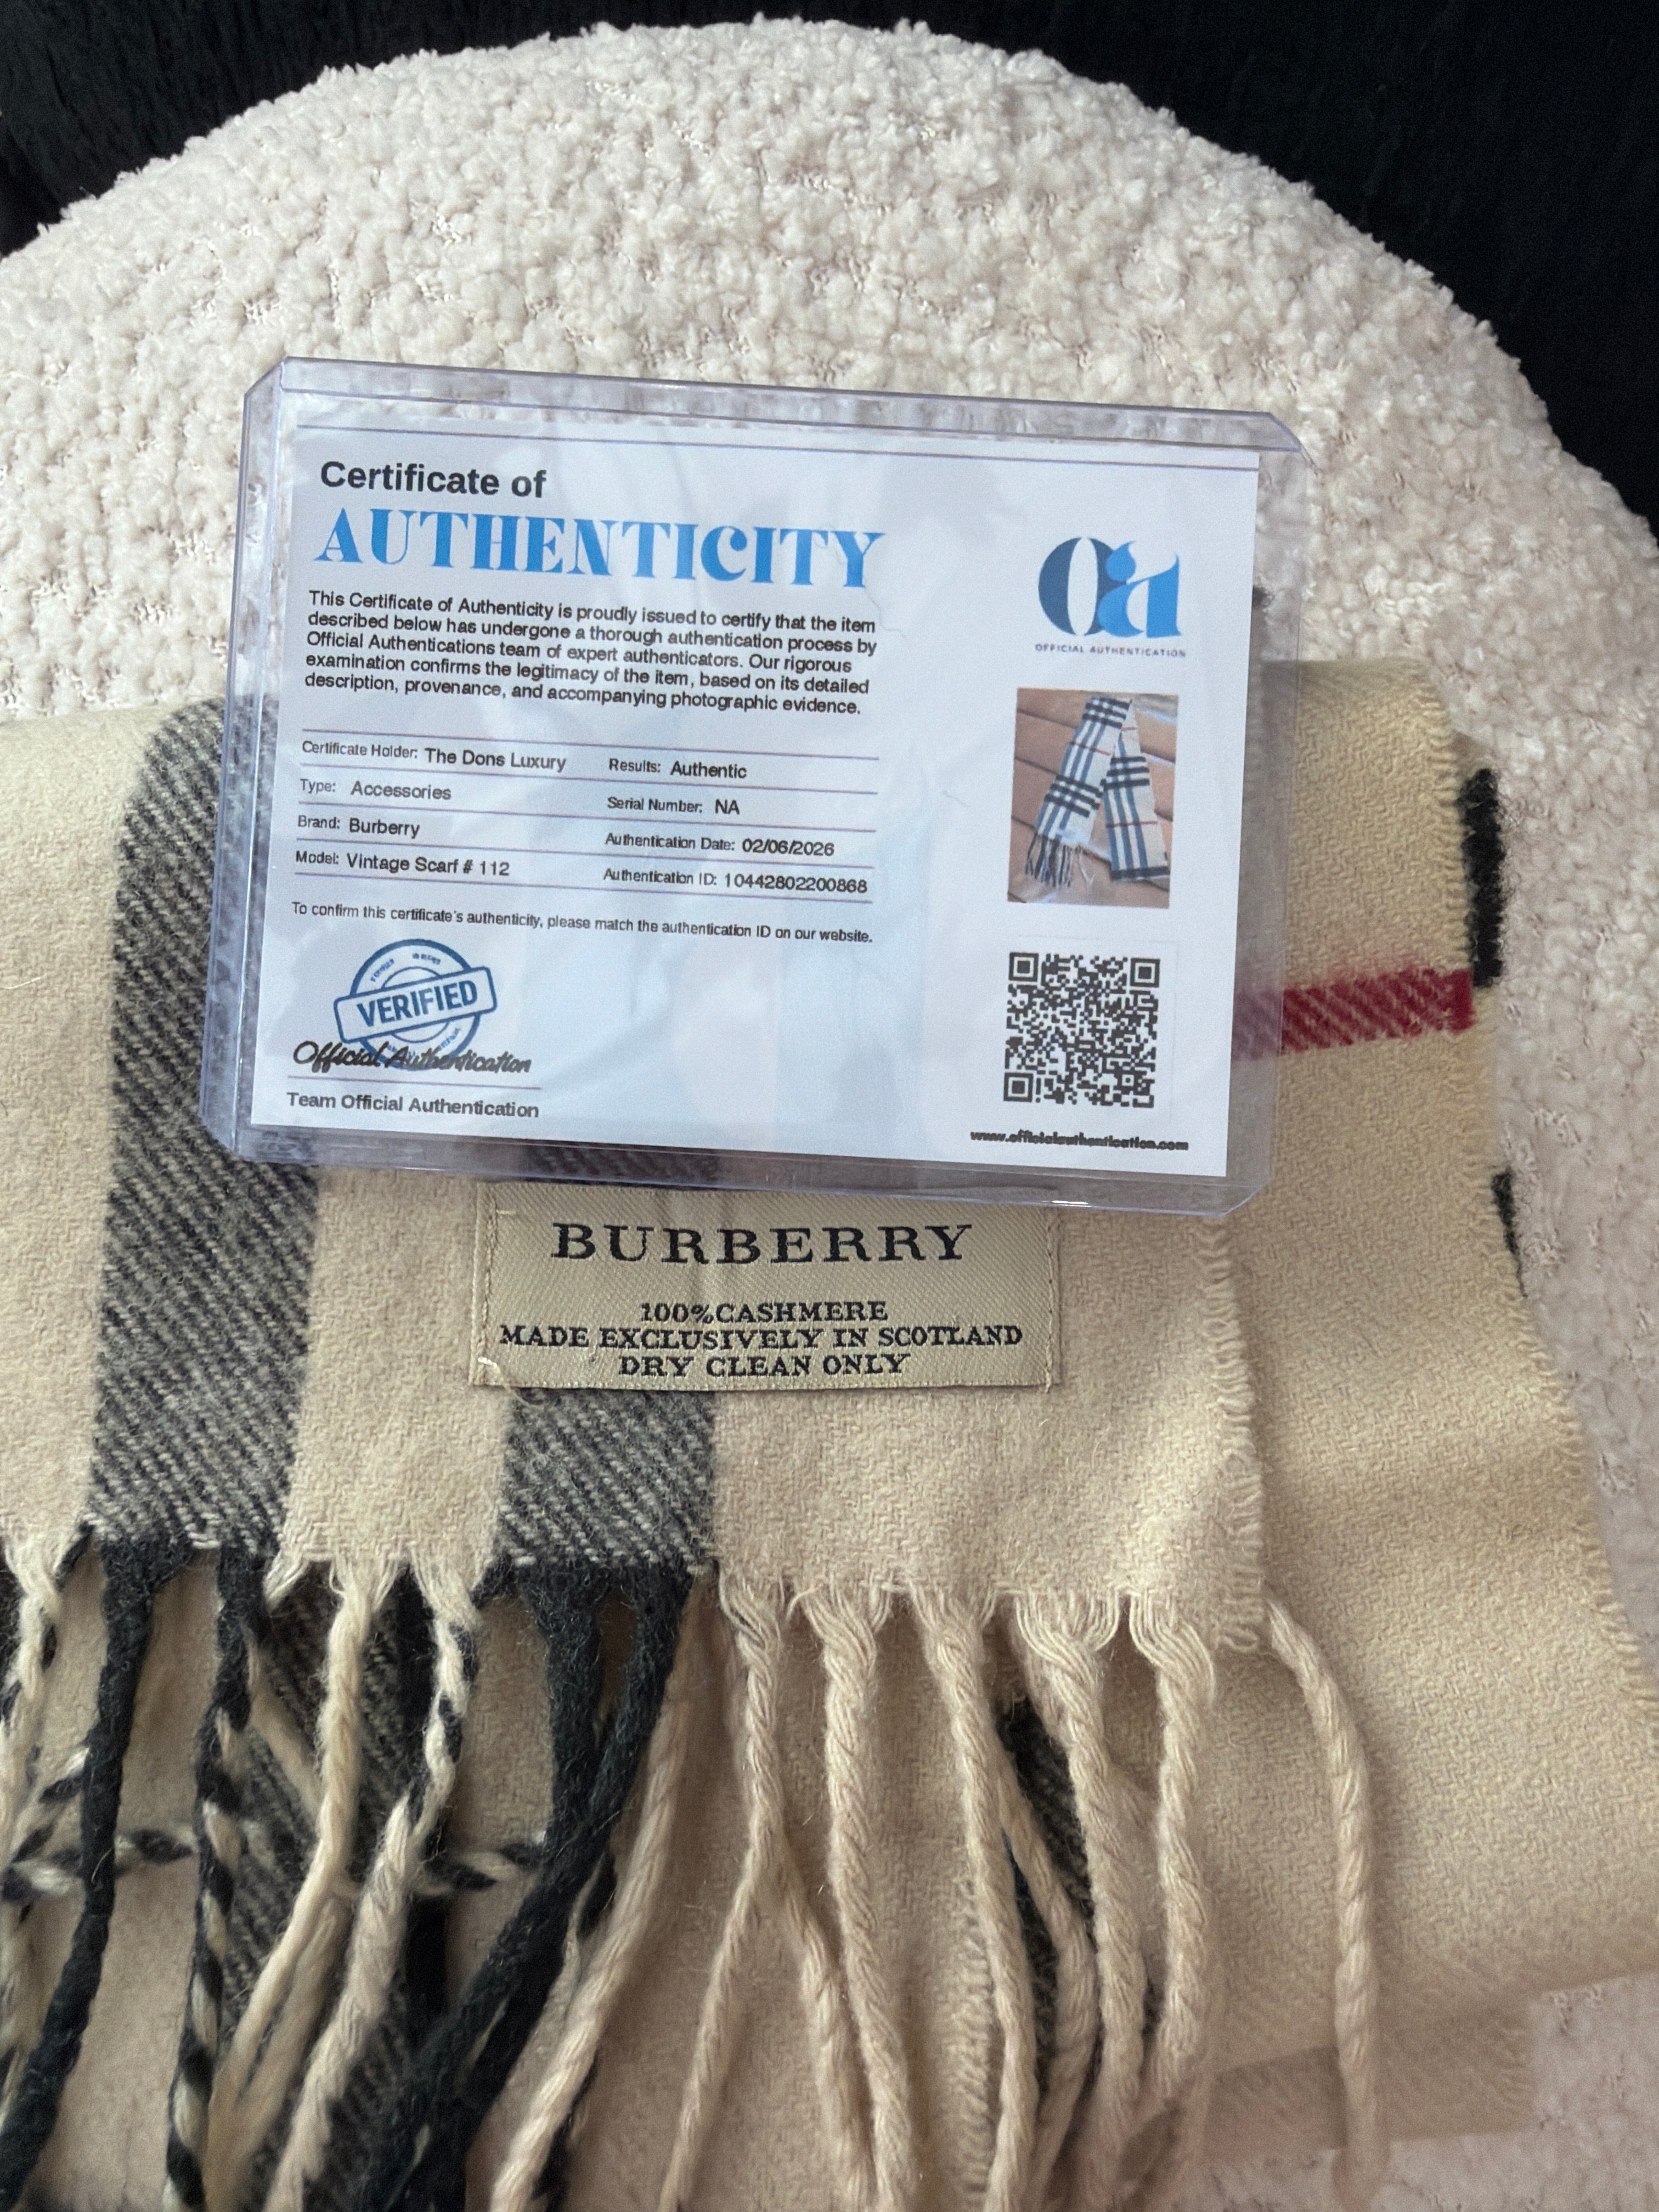 Certificate of
AUTHENTICITY
This Certificate of Authenticity is proudly issued to certify that the item
described below has undergone a thorough authentication process by
Official Authentications team of expert authenticators. Our rigorous
examination confirms the legitimacy of the item, based on its detailed
description, provenance, and accompanying photographic evidence.
oa
OFFICIAL AUTHENTICATION
Certificate Holder: The Dons Luxury Results: Authentic
Type: Accessories Serial Number: NA
Brand: Burberry Authentication Date: 02/06/2026
Model: Vintage Scarf # 112 Authentication ID: 10442802200868
To confirm this certificate's authenticity, please match the authentication ID on our website.
VERIFIED
Official Authentication
Team Official Authentication
www.officialauthentication.com
BURBERRY
100%CASHMERE
MADE EXCLUSIVELY IN SCOTLAND
DRY CLEAN ONLY